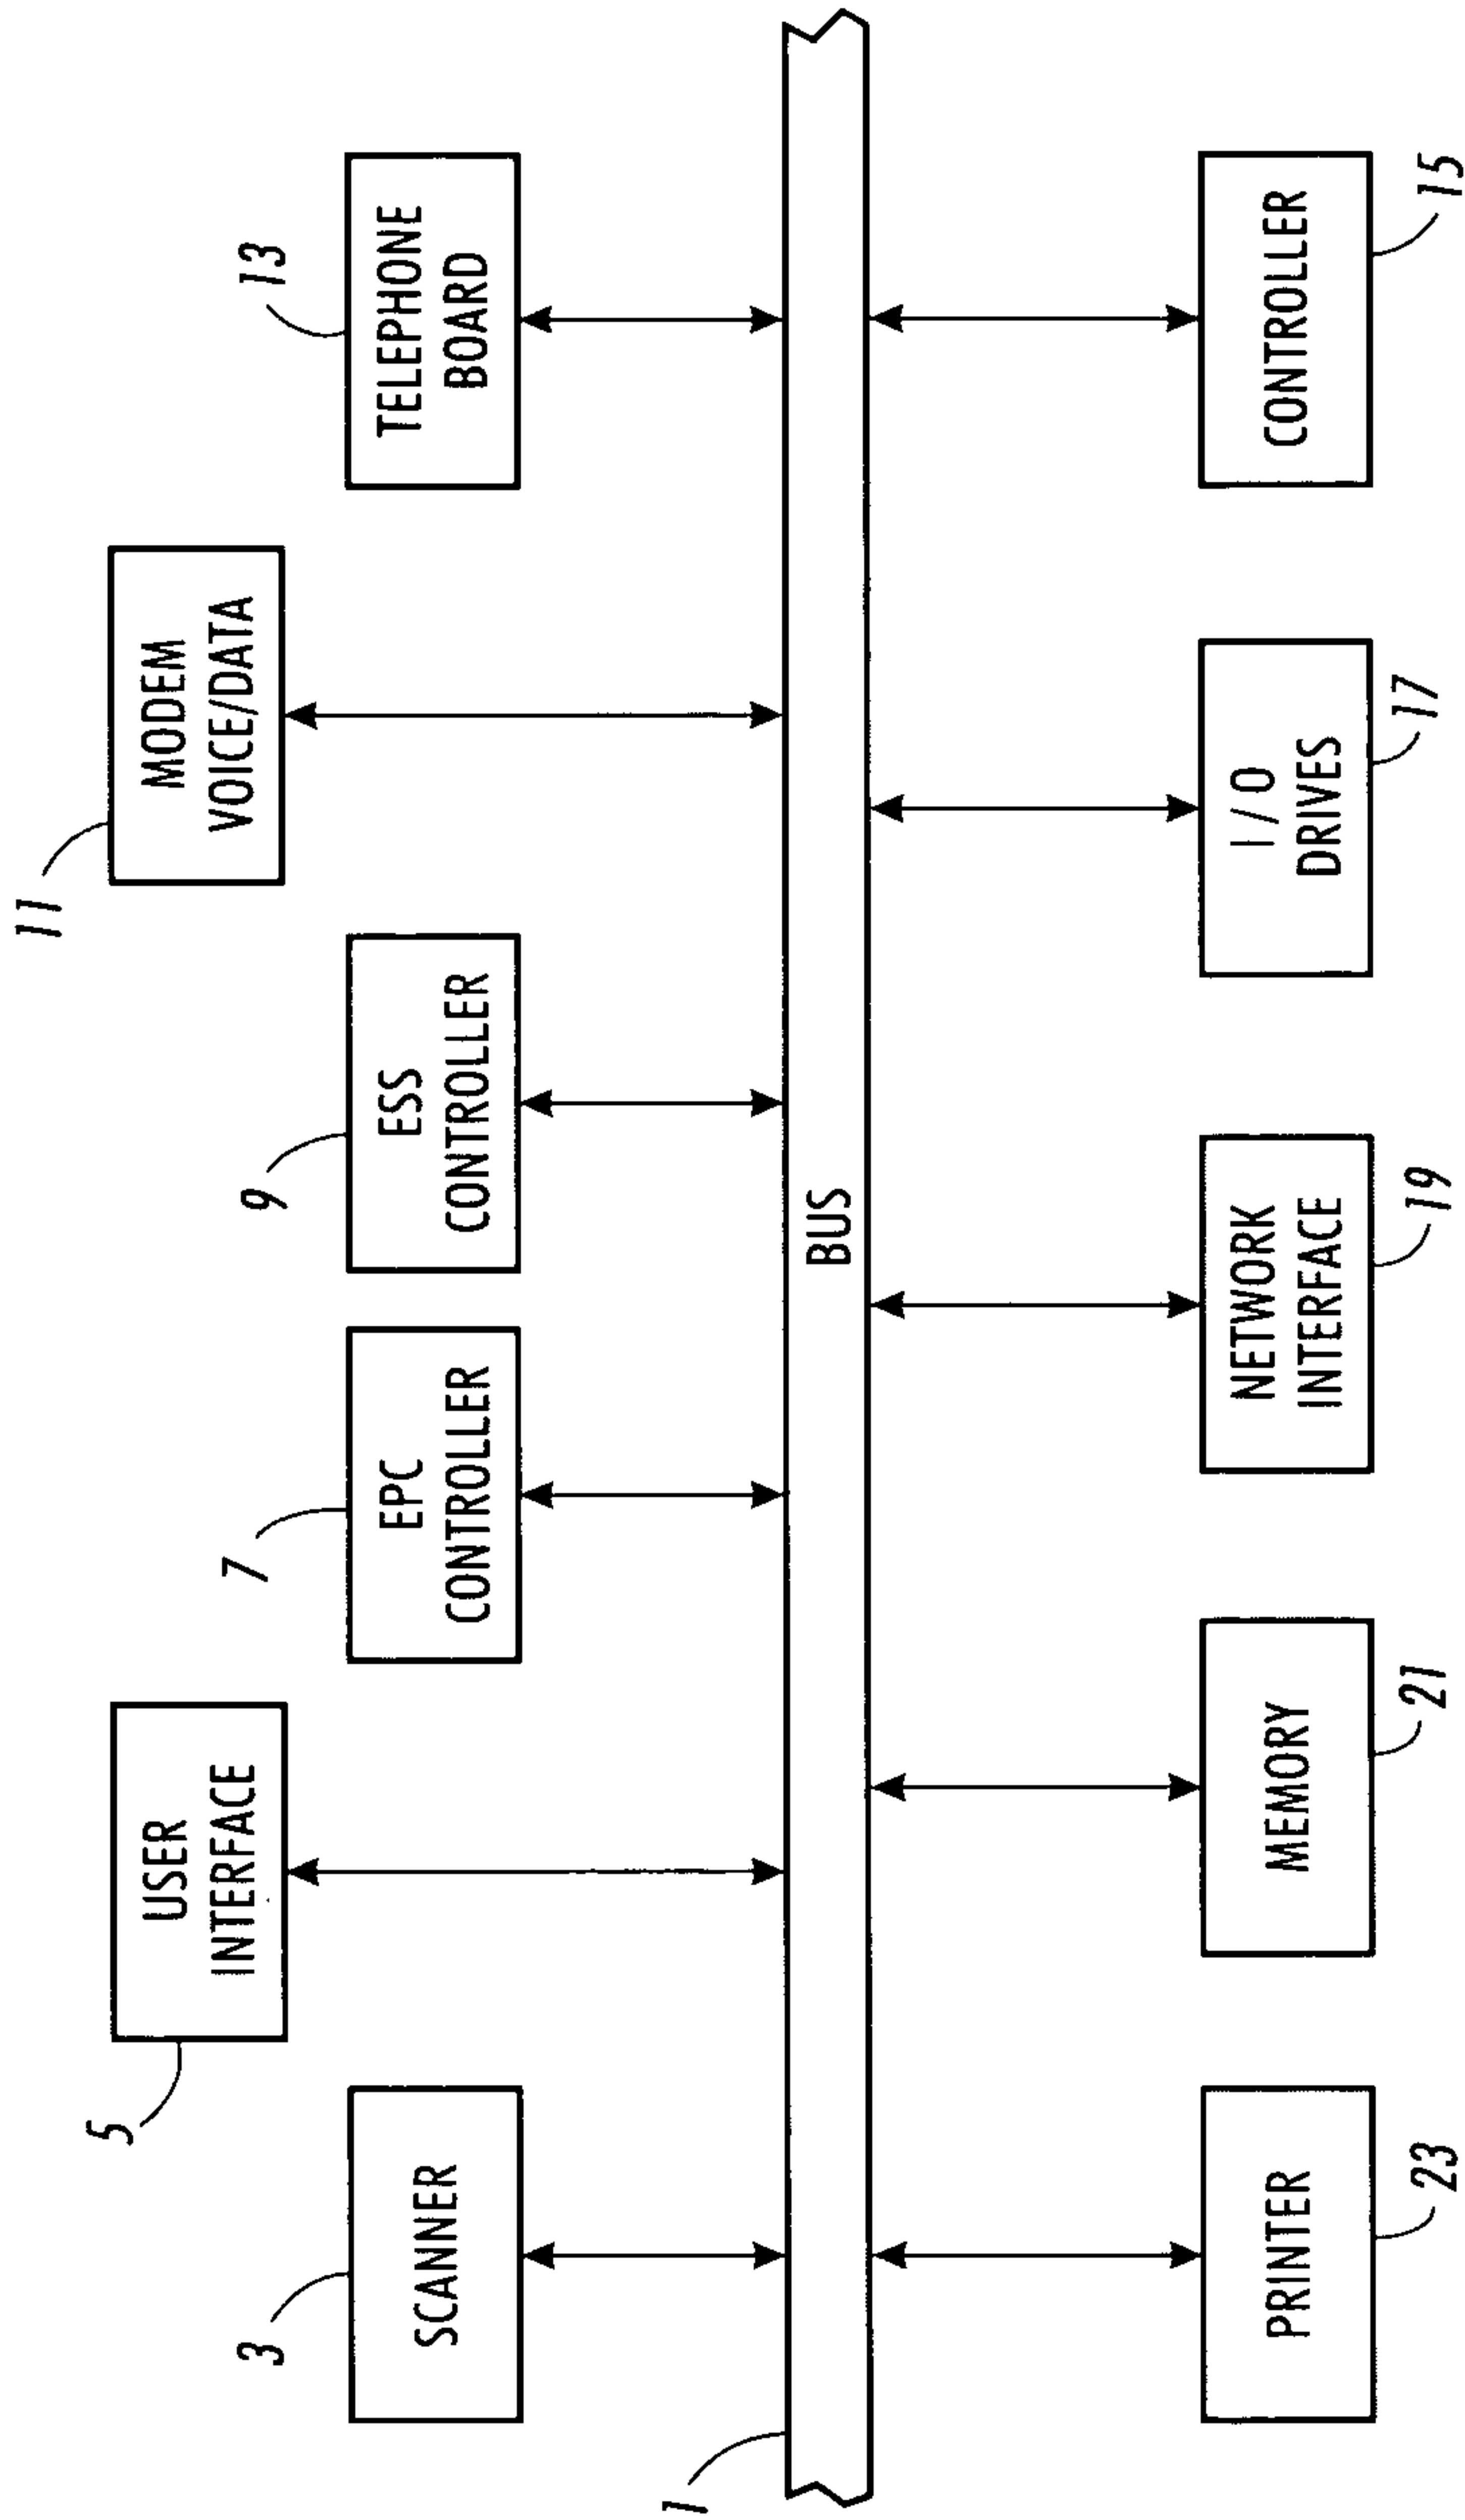 5
USER
INTERFACE
11
MODEM
VOICE/DATA
3
SCANNER
7
EPC
CONTROLLER
9
ESS
CONTROLLER
13
TELEPHONE
BOARD
1
BUS
PRINTER
23
MEMORY
21
NETWORK
INTERFACE
19
I/O
DRIVES
17
CONTROLLER
15